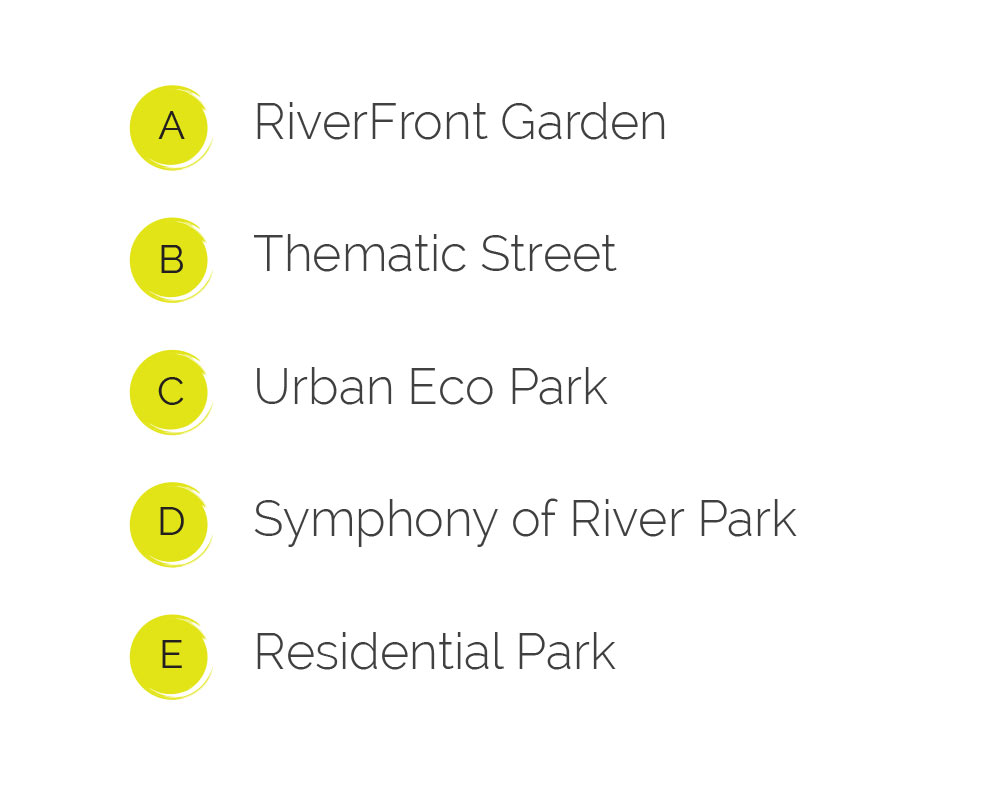 A RiverFront Garden
B Thematic Street
C Urban Eco Park
D Symphony of River Park
E Residential Park